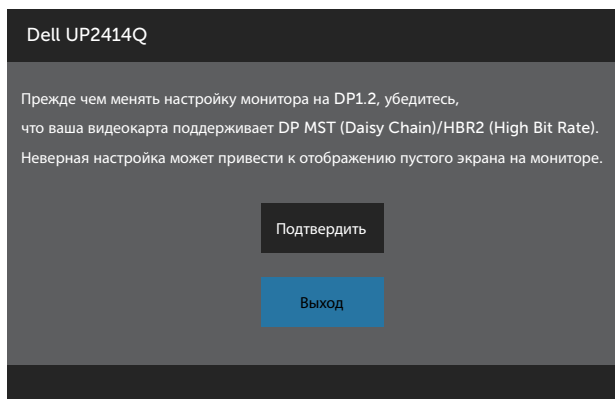 Dell UP2414Q
Прежде чем менять настройку монитора на DP1.2, убедитесь,
что ваша видеокарта поддерживает DP MST (Daisy Chain)/HBR2 (High Bit Rate).
Неверная настройка может привести к отображению пустого экрана на мониторе.
Подтвердить
Выход